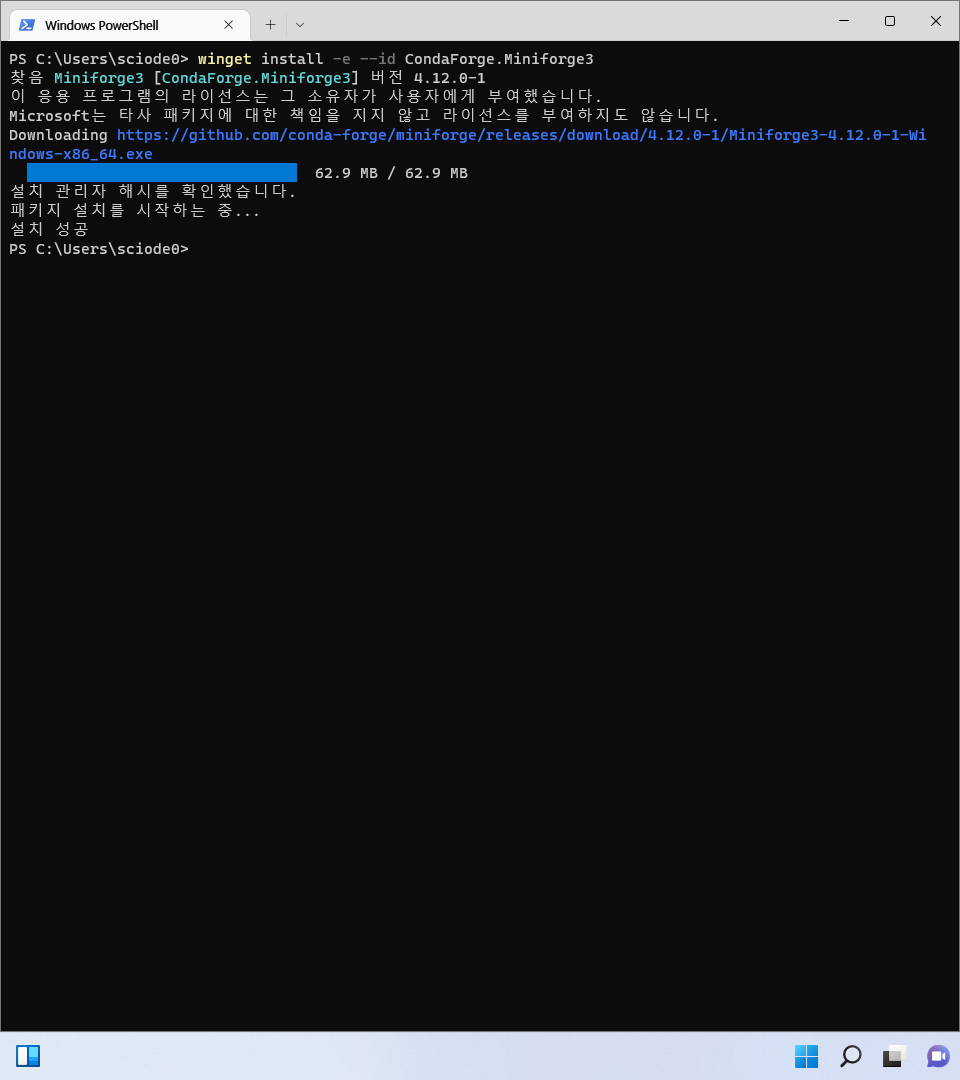 Windows PowerShell
PS C:\Users\sciode0> winget install -e --id CondaForge.Miniforge3
찾음 Miniforge3 [CondaForge.Miniforge3] 버전 4.12.0-1
이 응용 프로그램의 라이선스는 그 소유자가 사용자에게 부여했습니다.
Microsoft는 타사 패키지에 대한 책임을 지지 않고 라이선스를 부여하지도 않습니다.
Downloading https://github.com/conda-forge/miniforge/releases/download/4.12.0-1/Miniforge3-4.12.0-1-Wi
ndows-x86_64.exe
62.9 MB / 62.9 MB
설치 관리자 해시를 확인했습니다.
패키지 설치를 시작하는 중...
설치 성공
PS C:\Users\sciode0>